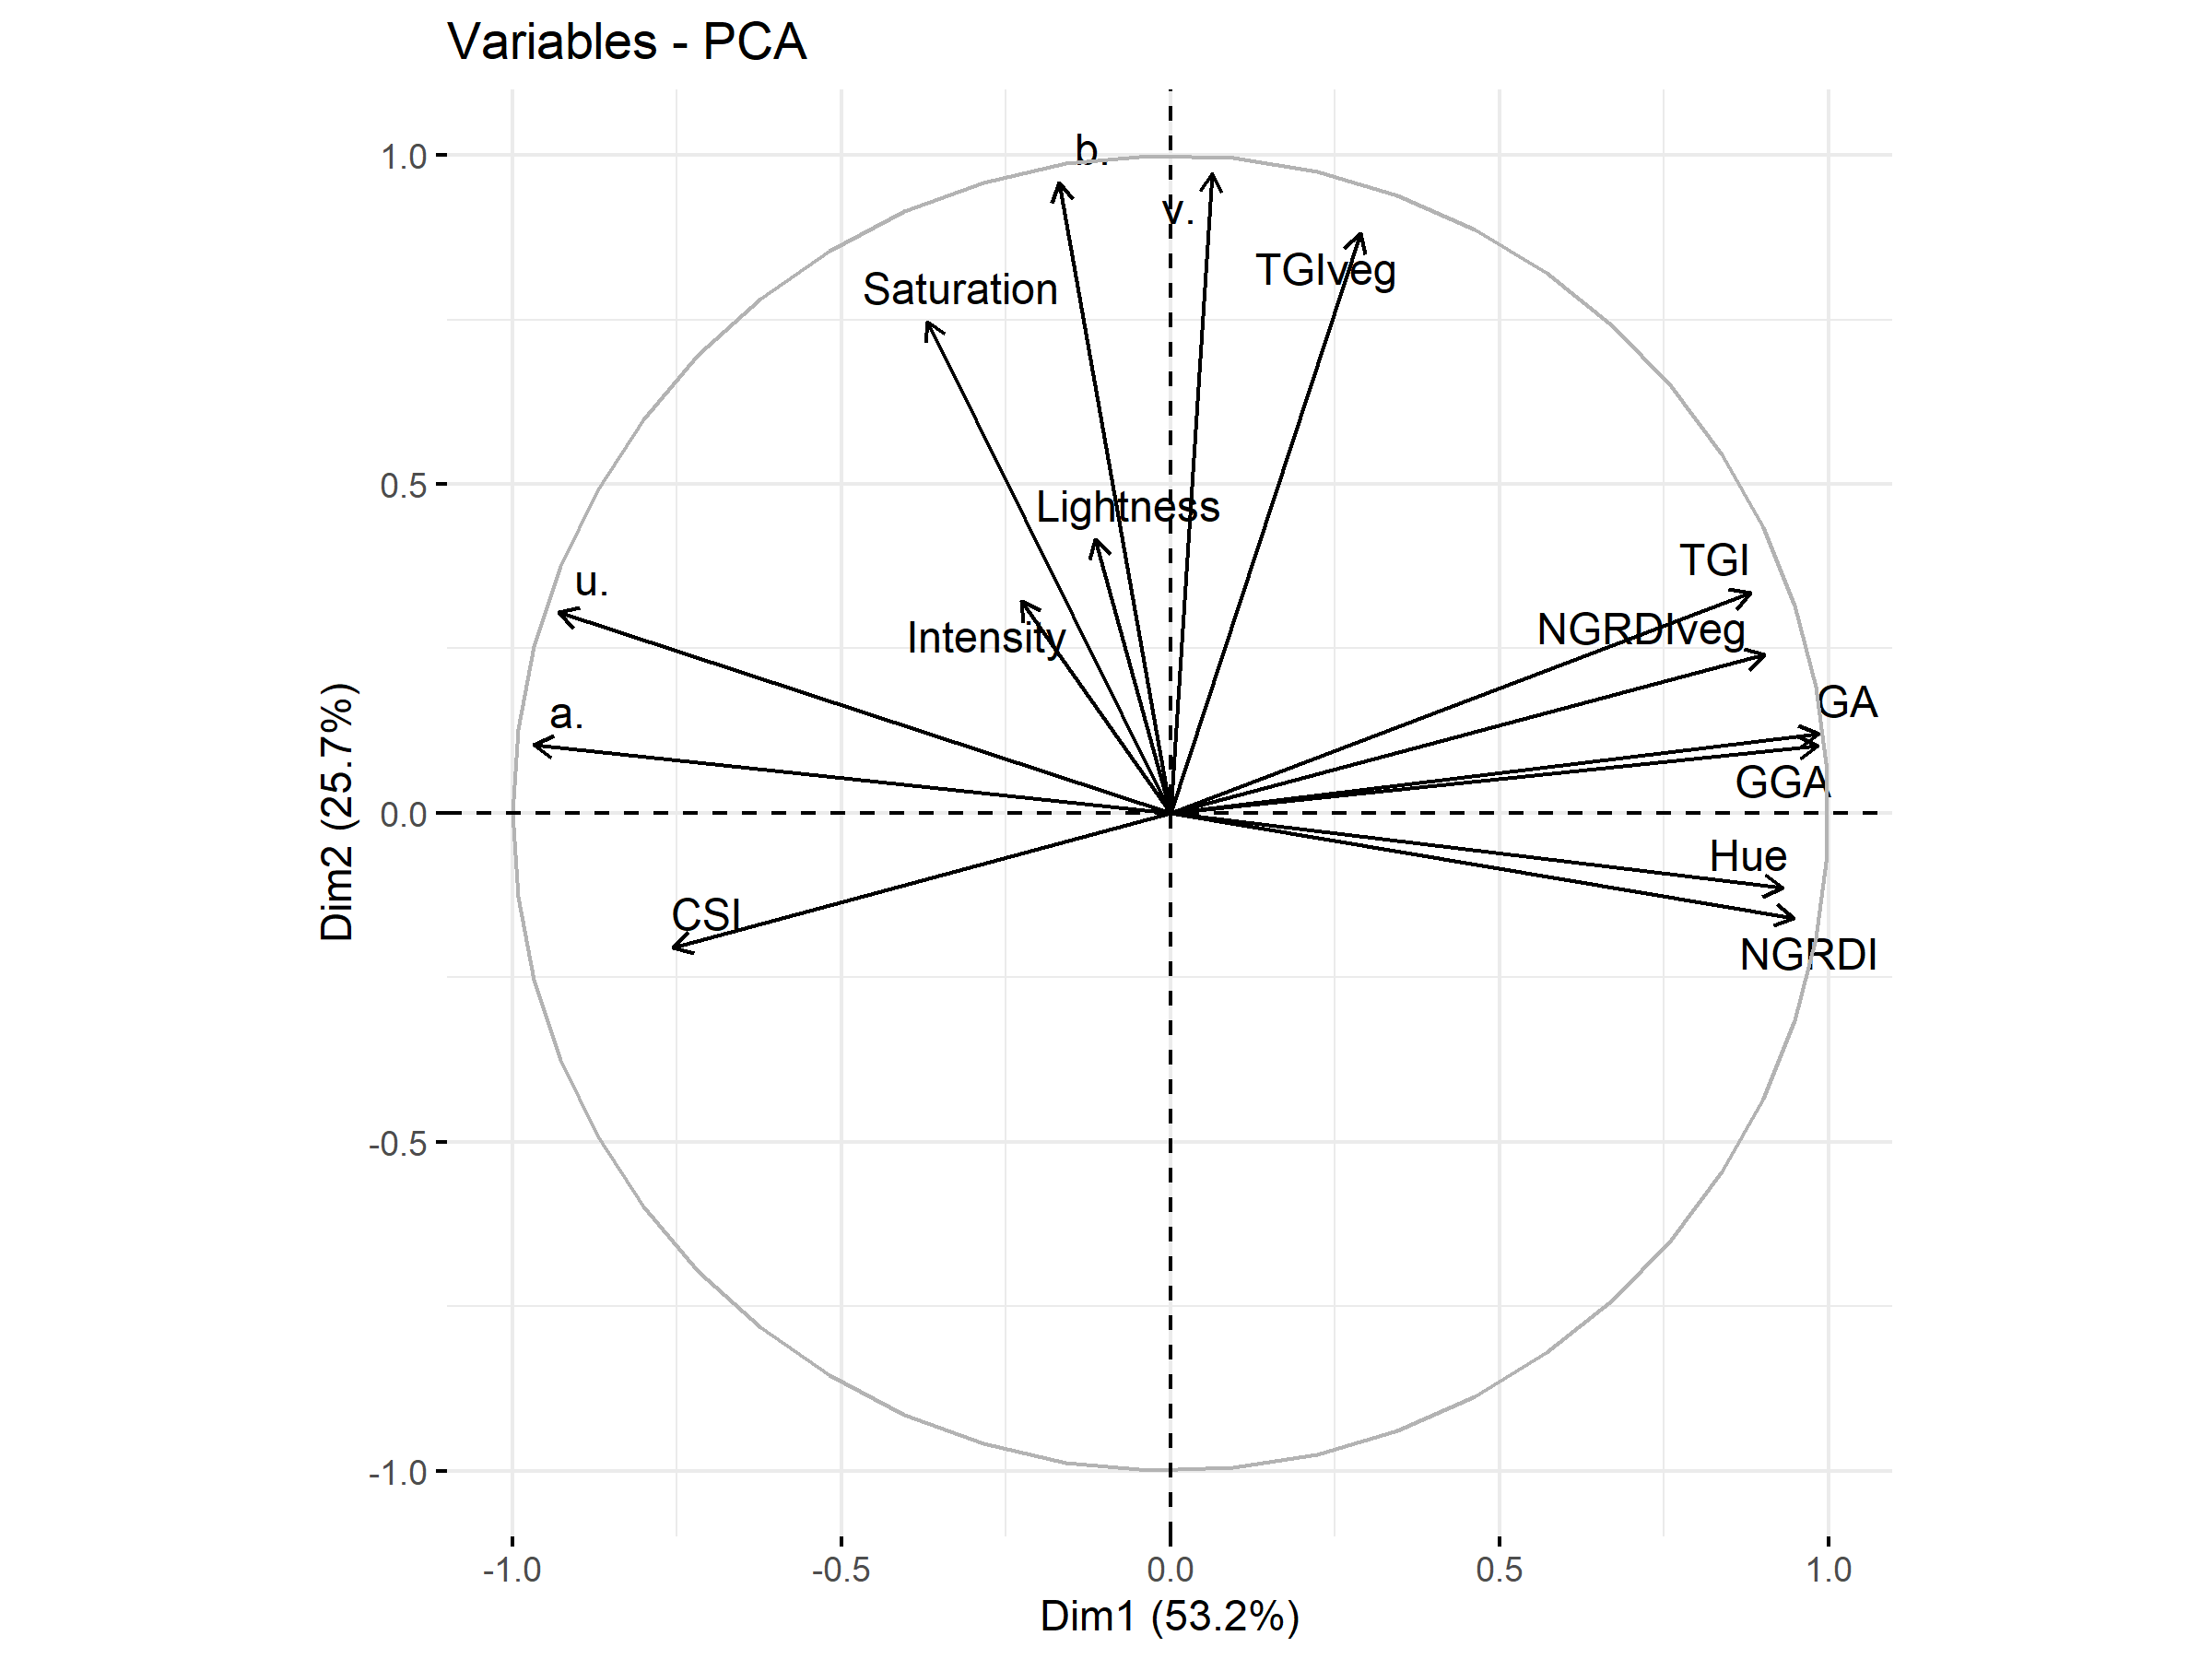 Variables - PCA
b.
v.
TGIveg
Saturation
Lightness
TGI
u.
NGRDIveg
Intensity
GA
a.
GGA
Hue
CSI
NGRDI
1.0
0.5
0.0
-0.5
-1.0
Dim2 (25.7%)
-1.0 -0.5 0.0 0.5 1.0
Dim1 (53.2%)